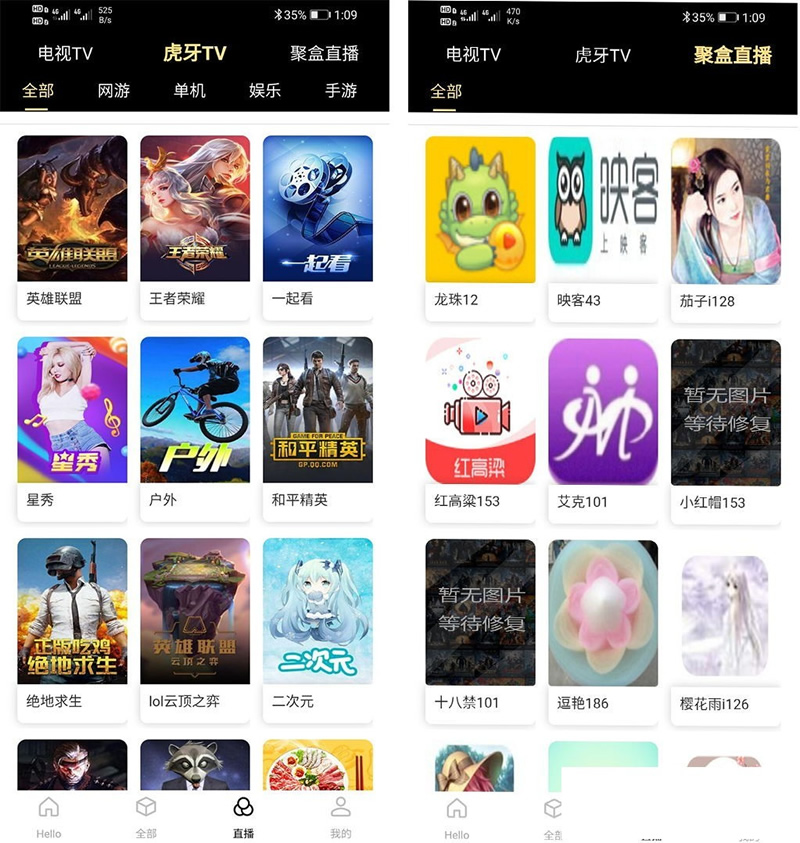 HD 4G 4G 525 B/s 35% 1:09
电视TV 虎牙TV 聚盒直播
全部 网游 单机 娱乐 手游
英雄联盟
LEAGUE LEGENDS
王者荣耀
一起看
英雄联盟 王者荣耀 一起看
星秀
户外
GAME FOR PEACE
和平精英
GP.QQ.COM
星秀 户外 和平精英
正版吃鸡
绝地求生
英雄联盟
云顶之弈
二次元
绝地求生 lol云顶之弈 二次元
Hello 全部 直播 我的
HD 4G 4G 470 K/s 35% 1:09
电视TV 虎牙TV 聚盒直播
全部
映客
上映客
龙珠12 映客43 茄子i128
红高粱
暂无图片
等待修复
红高粱153 艾克101 小红帽153
暂无图片
等待修复
十八禁101 逗艳186 樱花雨i126
Hello